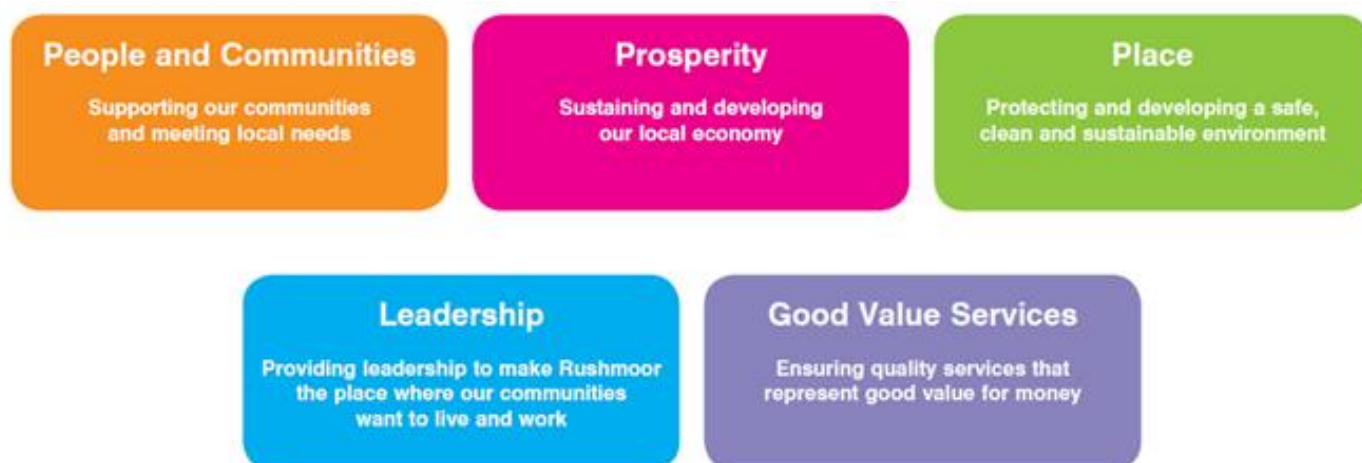 People and Communities
Supporting our communities
and meeting local needs
Prosperity
Sustaining and developing
our local economy
Place
Protecting and developing a safe,
clean and sustainable environment
Leadership
Providing leadership to make Rushmoor
the place where our communities
want to live and work
Good Value Services
Ensuring quality services that
represent good value for money